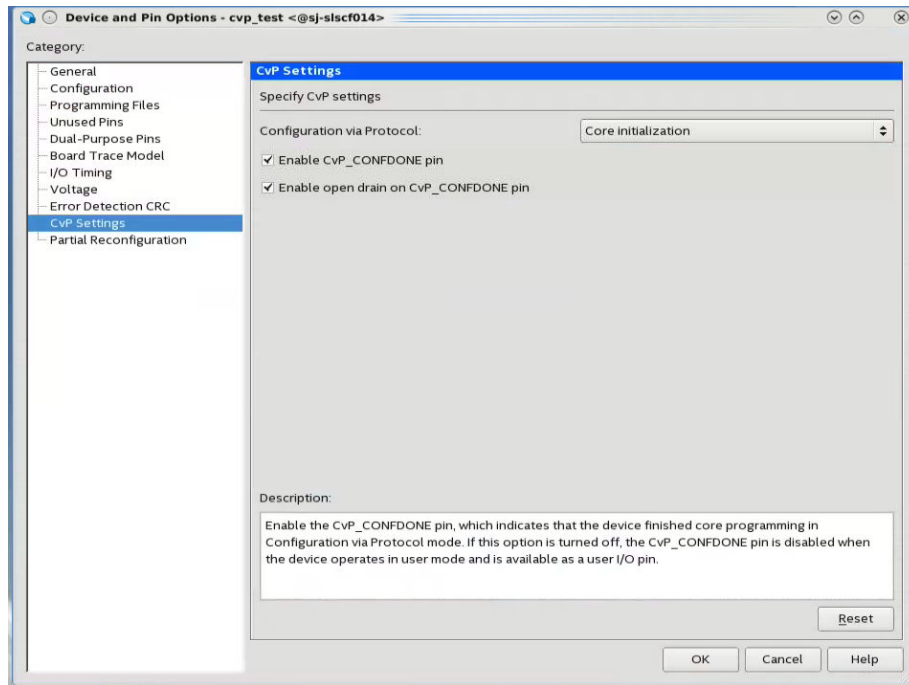 Device and Pin Options - cvp_test <@sj-slscf014>
Category:
General
Configuration
Programming Files
Unused Pins
Dual-Purpose Pins
Board Trace Model
I/O Timing
Voltage
Error Detection CRC
CvP Settings
Partial Reconfiguration
CvP Settings
Specify CvP settings
Configuration via Protocol: Core initialization
Enable CvP_CONFDONE pin
Enable open drain on CvP_CONFDONE pin
Description:
Enable the CvP_CONFDONE pin, which indicates that the device finished core programming in
Configuration via Protocol mode. If this option is turned off, the CvP_CONFDONE pin is disabled when
the device operates in user mode and is available as a user I/O pin.
Reset
OK Cancel Help